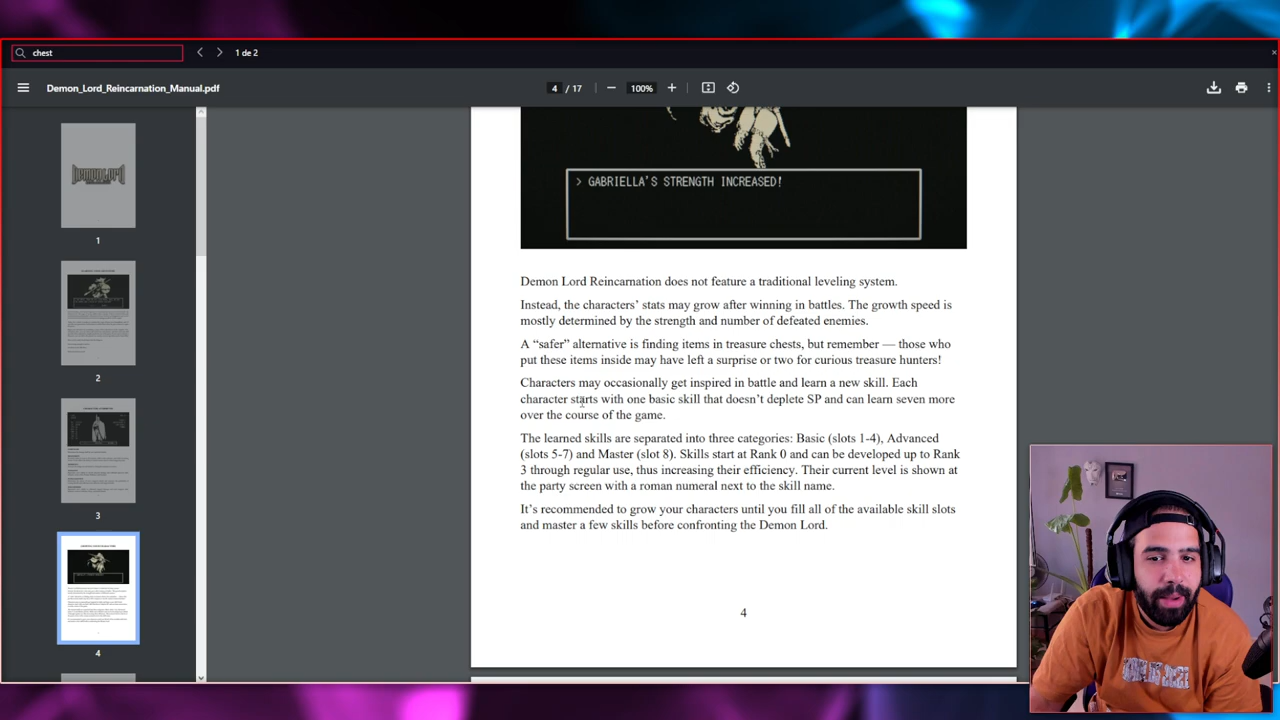 chest
1 de 2
Demon_Lord_Reincarnation_Manual.pdf
4 / 17
100%
> GABRIELLA'S STRENGTH INCREASED!
Demon Lord Reincarnation does not feature a traditional leveling system.
Instead, the characters' stats may grow after winning in battles. The growth speed is
mostly determined by the strength and number of defeated enemies.
A “safer” alternative is finding items in treasure chests, but remember — those who
put these items inside may have left a surprise or two for curious treasure hunters!
Characters may occasionally get inspired in battle and learn a new skill. Each
character starts with one basic skill that doesn't deplete SP and can learn seven more
over the course of the game.
The learned skills are separated into three categories: Basic (slots 1-4), Advanced
(slots 5-7) and Master (slot 8). Skills start at Rank 0 and can be developed up to Rank
3 through regular use, thus increasing their efficiency. Their current level is shown at
the party screen with a roman numeral next to the skill name.
It's recommended to grow your characters until you fill all of the available skill slots
and master a few skills before confronting the Demon Lord.
4
1
2
3
4